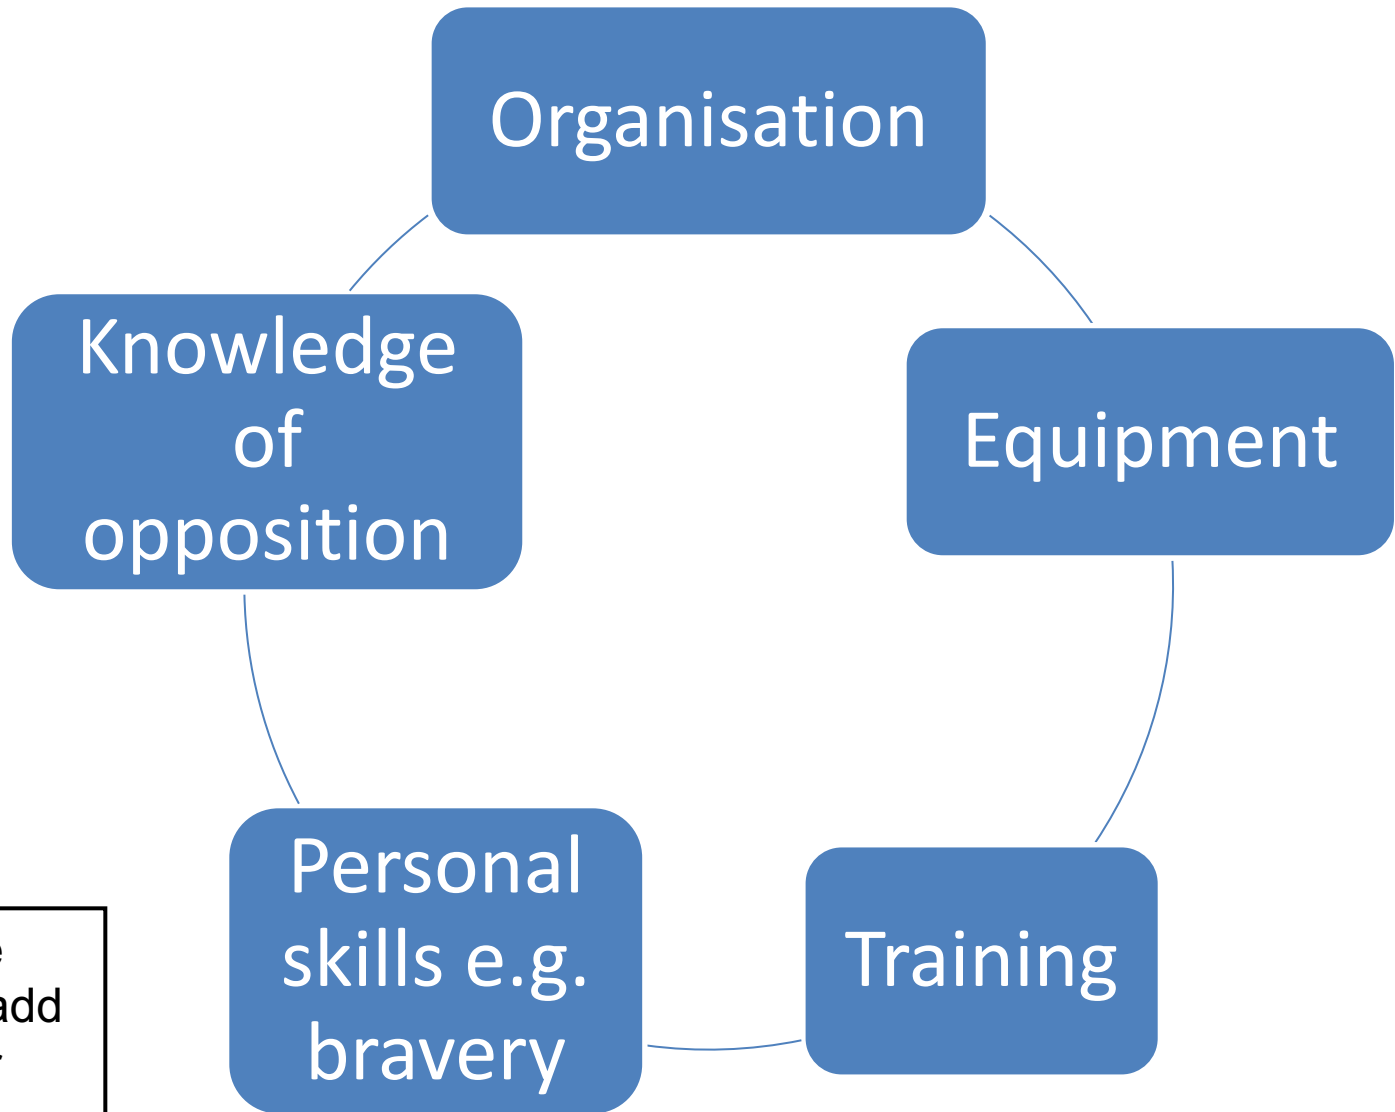 Organisation
Knowledge
of
opposition
Equipment
Personal
skills e.g.
bravery
Training
add